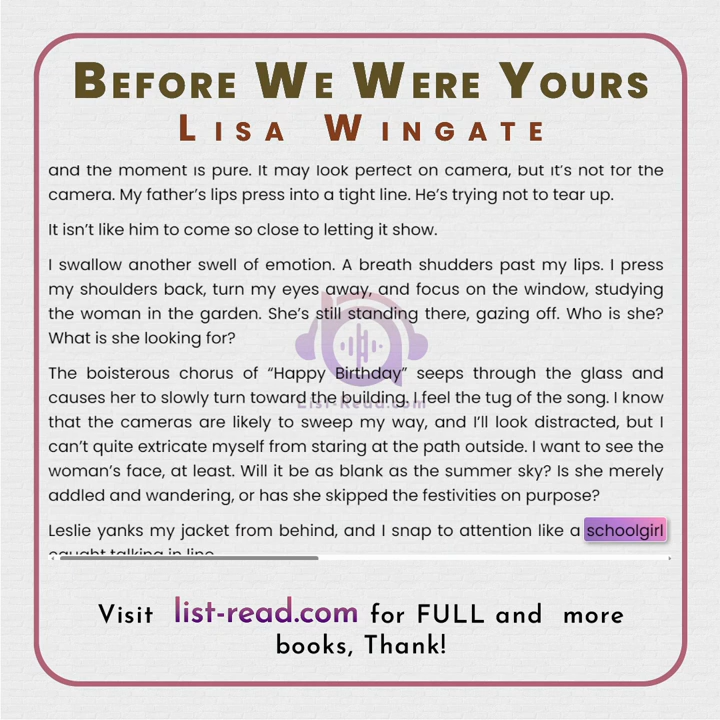 BEFORE WE WERE YOURS
LISA WINGATE
and the moment is pure. It may look perfect on camera, but it's not for the
camera. My father's lips press into a tight line. He's trying not to tear up.
It isn't like him to come so close to letting it show.
I swallow another swell of emotion. A breath shudders past my lips. I press
my shoulders back, turn my eyes away, and focus on the window, studying
the woman in the garden. She's still standing there, gazing off. Who is she?
What is she looking for?
The boisterous chorus of “Happy Birthday” seeps through the glass and
causes her to slowly turn toward the building. I feel the tug of the song. I know
List-Read.com
that the cameras are likely to sweep my way, and I'll look distracted, but I
can't quite extricate myself from staring at the path outside. I want to see the
woman's face, at least. Will it be as blank as the summer sky? Is she merely
addled and wandering, or has she skipped the festivities on purpose?
Leslie yanks my jacket from behind, and I snap to attention like a schoolgirl
caught talking in line.
Visit list-read.com for FULL and more
books, Thank!